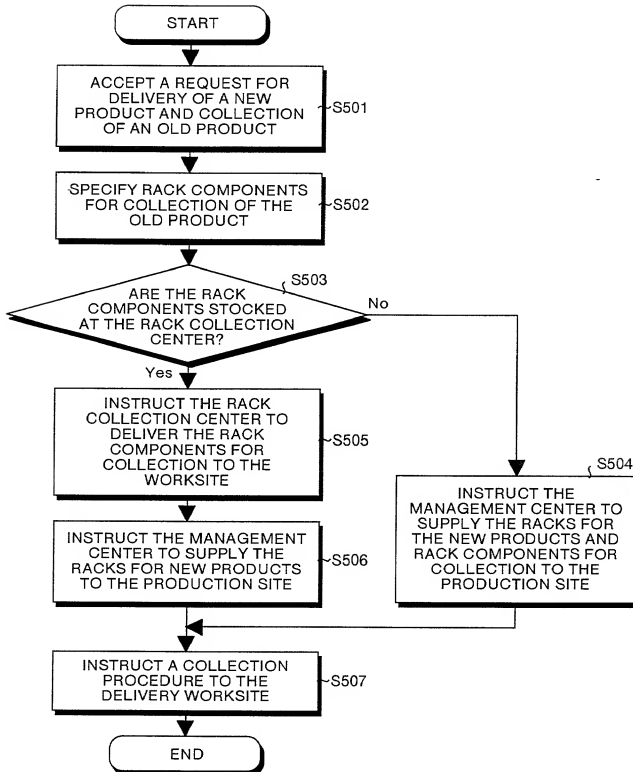 START
ACCEPT A REQUEST FOR
DELIVERY OF A NEW
PRODUCT AND COLLECTION
OF AN OLD PRODUCT
S501
SPECIFY RACK COMPONENTS
FOR COLLECTION OF THE
OLD PRODUCT
S502
S503
ARE THE RACK
COMPONENTS STOCKED
AT THE RACK COLLECTION
CENTER?
No
Yes
INSTRUCT THE RACK
COLLECTION CENTER TO
DELIVER THE RACK
COMPONENTS FOR
COLLECTION TO THE
WORKSITE
S505
S504
INSTRUCT THE
MANAGEMENT CENTER TO
SUPPLY THE RACKS FOR
THE NEW PRODUCTS AND
RACK COMPONENTS FOR
COLLECTION TO THE
PRODUCTION SITE
INSTRUCT THE MANAGEMENT
CENTER TO SUPPLY THE
RACKS FOR NEW PRODUCTS
TO THE PRODUCTION SITE
S506
INSTRUCT A COLLECTION
PROCEDURE TO THE
DELIVERY WORKSITE
S507
END